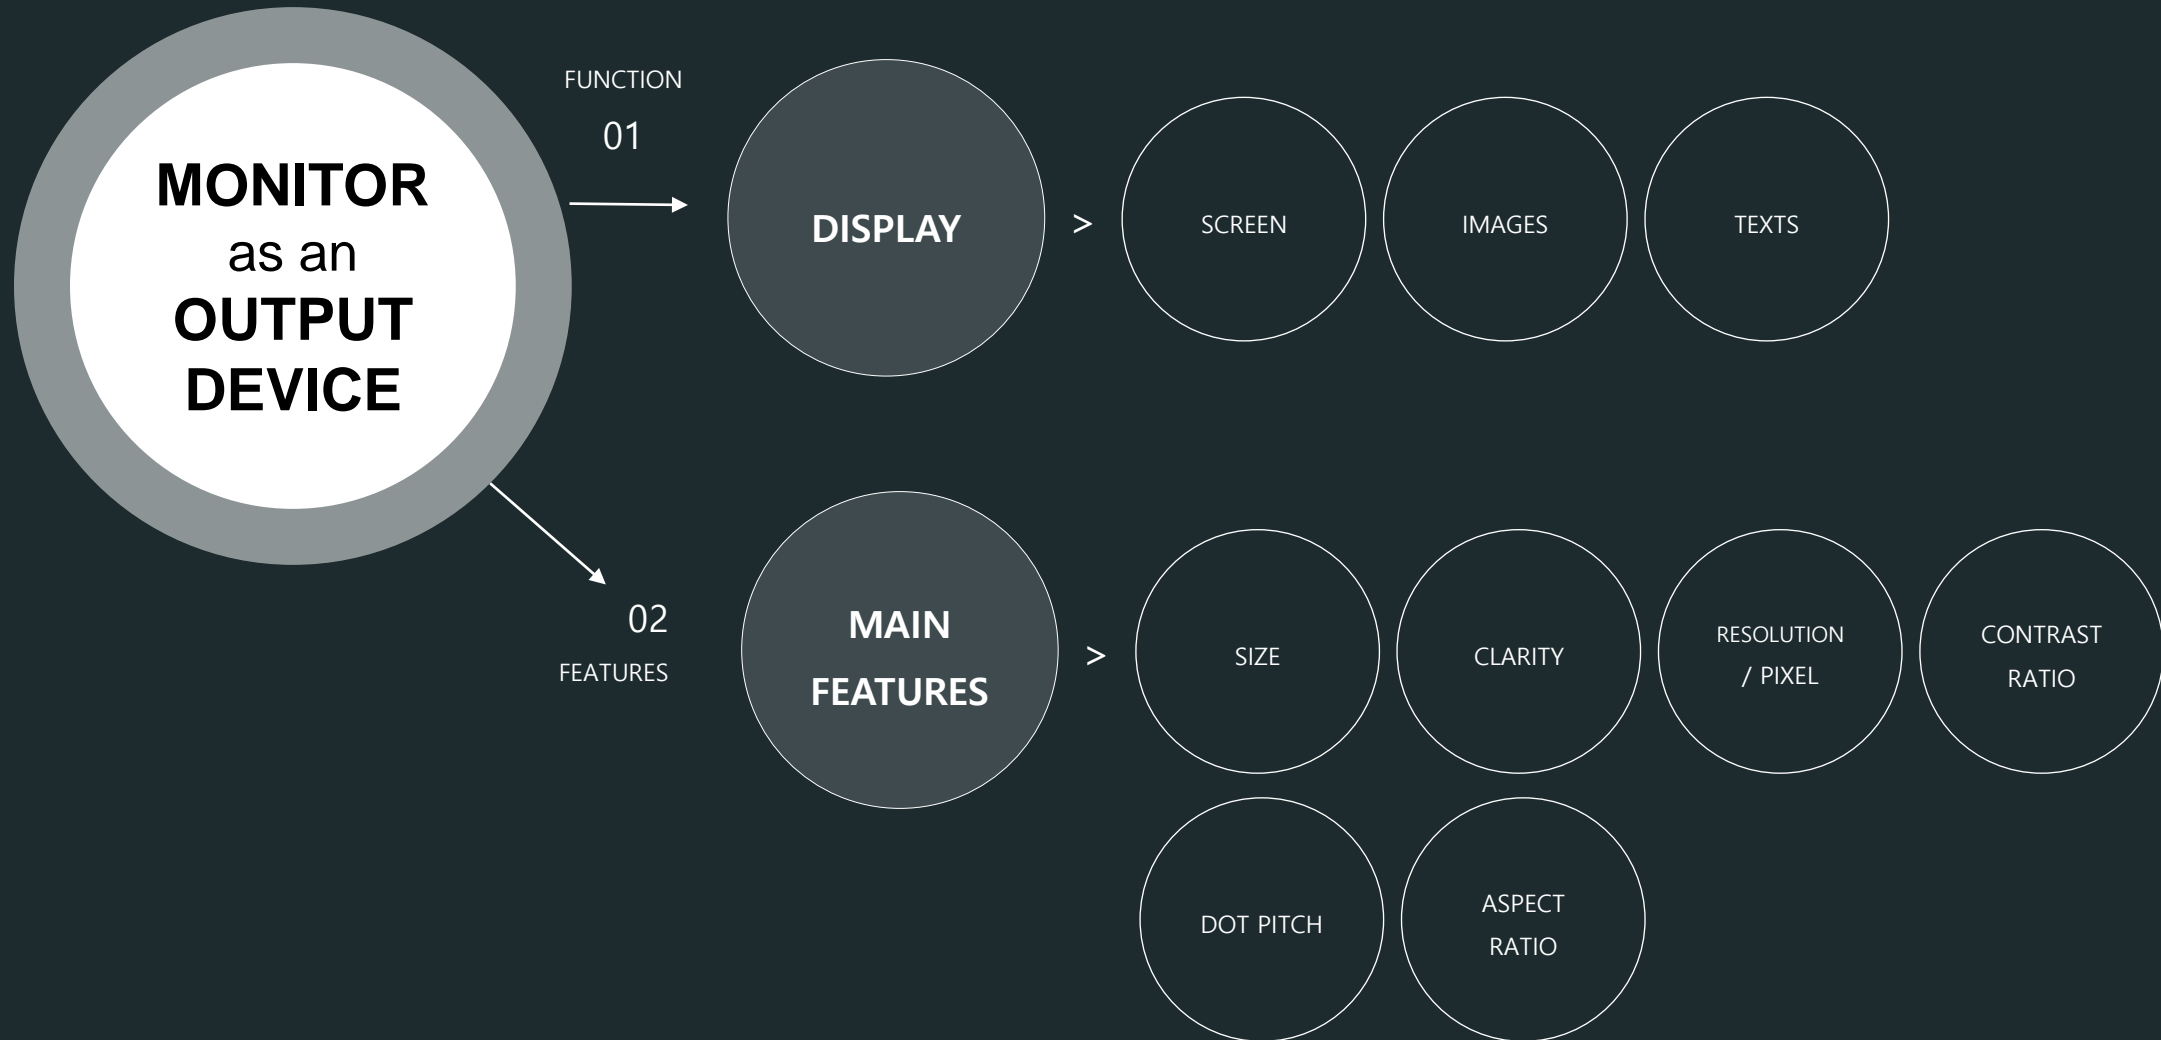 MONITOR
as an
OUTPUT
DEVICE
FUNCTION
01
DISPLAY
>
SCREEN
IMAGES
TEXTS
02
FEATURES
MAIN
FEATURES
>
SIZE
CLARITY
RESOLUTION
/ PIXEL
CONTRAST
RATIO
DOT PITCH
ASPECT
RATIO